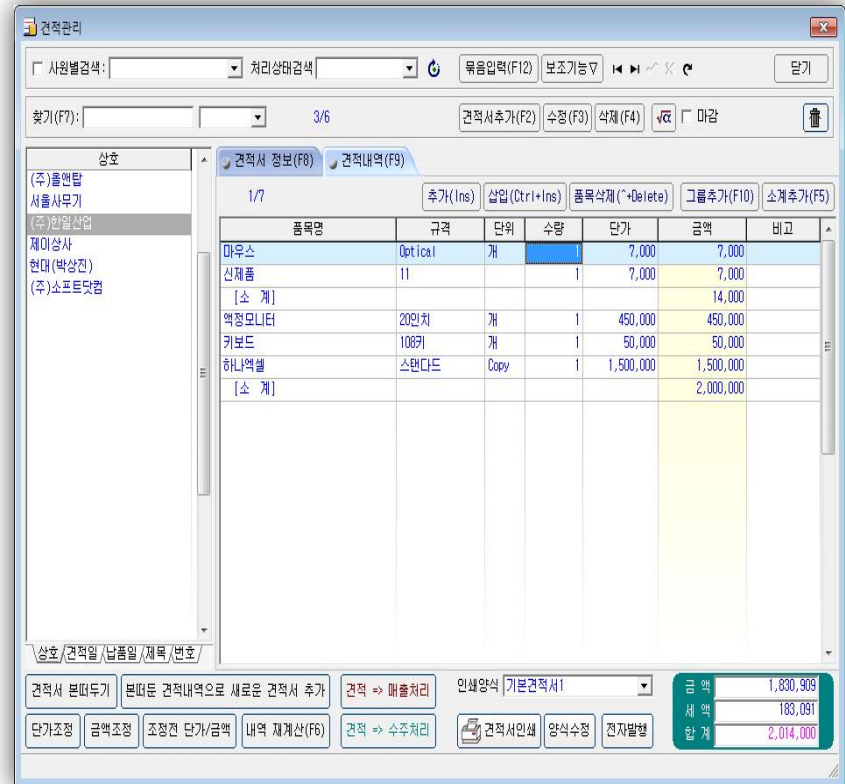 견적관리
사원별검색: 처리상태검색 묶음입력(F12) 보조기능▽ 닫기
찾기(F7): 3/6 견적서추가(F2) 수정(F3) 삭제(F4) √α 마감
상호
(주)올앤탑
서울사무기
(주)한일산업
제이상사
현대(박상진)
(주)소프트닷컴
견적서 정보(F8) 견적내역(F9)
1/7 추가(Ins) 삽입(Ctrl+Ins) 품목삭제(^+Delete) 그룹추가(F10) 소계추가(F5)
품목명 규격 단위 수량 단가 금액 비고
마우스 Optical 개 1 7,000 7,000
신제품 11 1 7,000 7,000
[소 계] 14,000
액정모니터 20인치 개 1 450,000 450,000
키보드 108키 개 1 50,000 50,000
하나엑셀 스탠다드 Copy 1 1,500,000 1,500,000
[소 계] 2,000,000
상호 견적일 납품일 제목 번호
견적서 본떠두기 본떠둔 견적내역으로 새로운 견적서 추가 견적 => 매출처리 인쇄양식 기본견적서1 금 액 1,830,909
세 액 183,091
단가조정 금액조정 조정전 단가/금액 내역 재계산(F6) 견적 => 수주처리 견적서인쇄 양식수정 전자발행 합 계 2,014,000